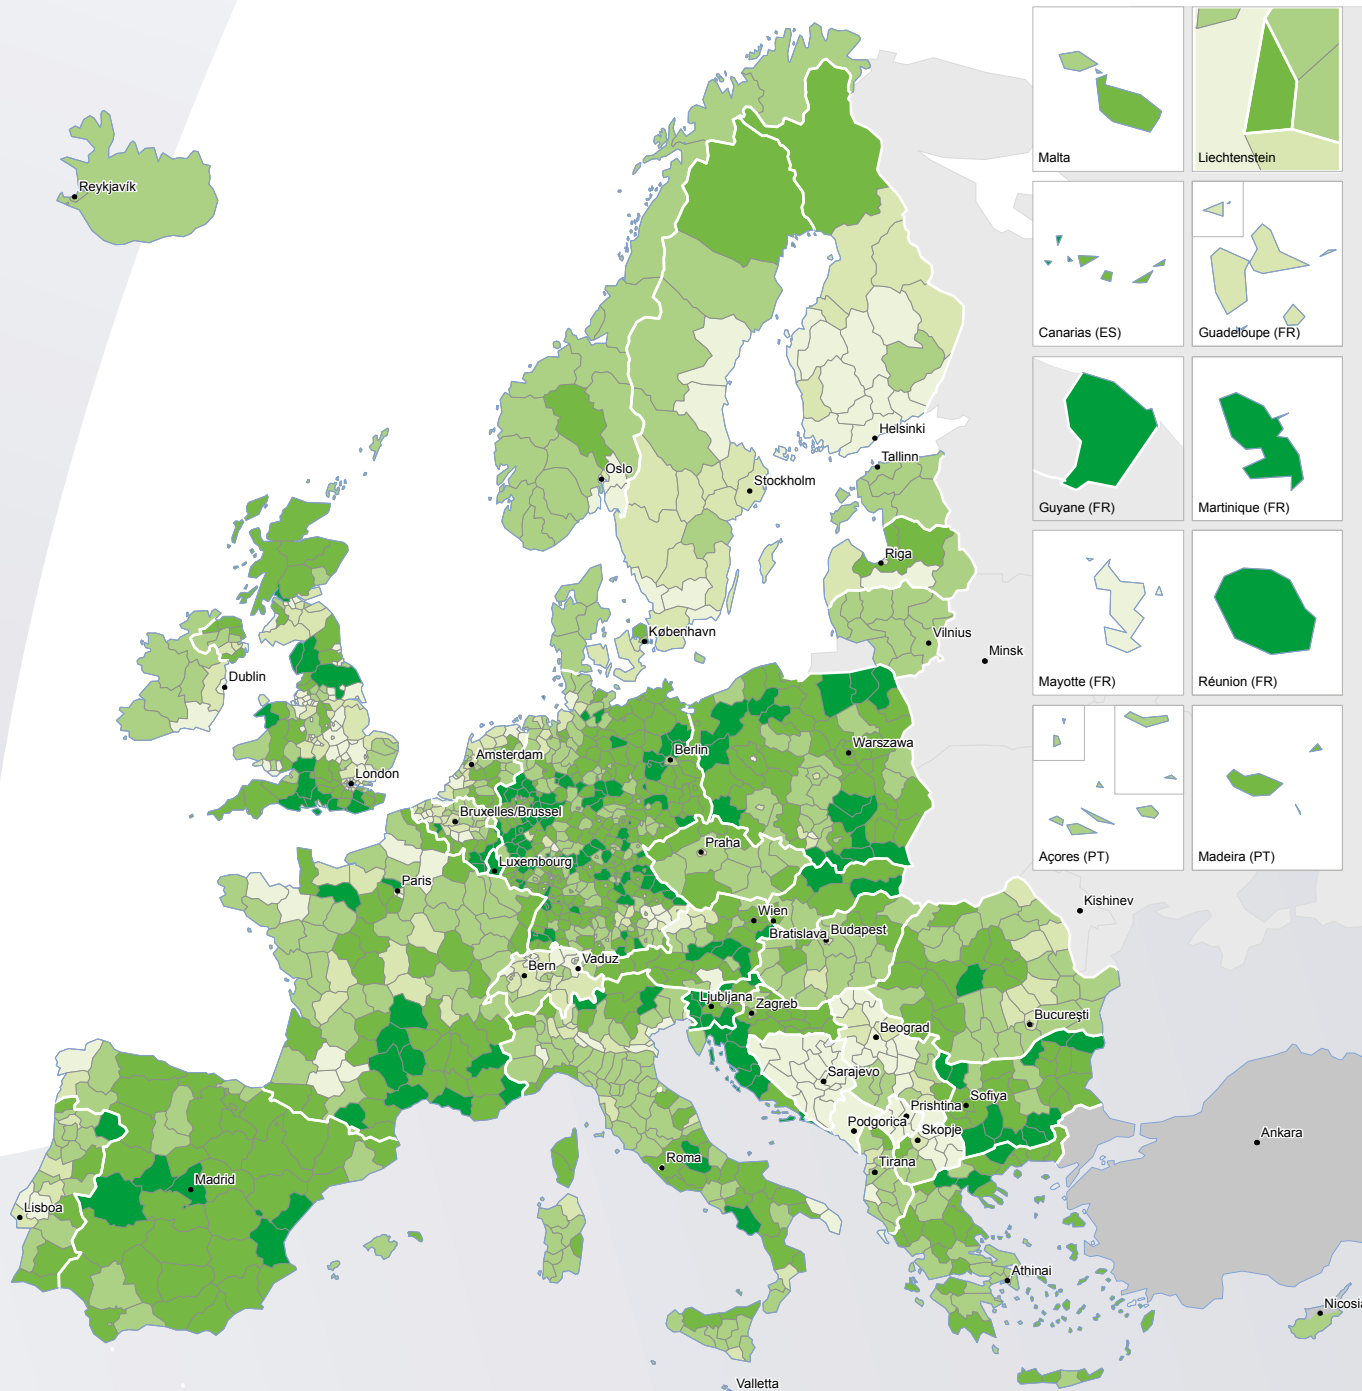 Malta
Liechtenstein
Reykjavík
Canarias (ES)
Guadeloupe (FR)
Helsinki
Tallinn
Oslo
Stockholm
Guyane (FR)
Martinique (FR)
Riga
København
Vilnius
Minsk
Dublin
Mayotte (FR)
Réunion (FR)
Amsterdam
Berlin
Warszawa
London
Bruxelles/Brussel
Praha
Luxembourg
Açores (PT)
Madeira (PT)
Paris
Kishinev
Wien
Bratislava
Budapest
Bern
Vaduz
Ljubljana
Zagreb
Beograd
Bucureşti
Sarajevo
Sofiya
Prishtina
Podgorica
Skopje
Ankara
Roma
Tirana
Madrid
Lisboa
Athinai
Nicosia
Valletta